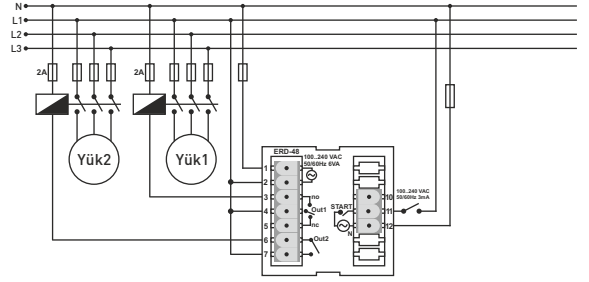 N
L1
L2
L3
2A
2A
Yük2
Yük1
ERD-48
100..240 VAC
50/60Hz 6VA
1
2
3
4
5
6
7
no
Out1
nc
Out2
START
N
10
11
12
100..240 VAC
50/60Hz 3mA